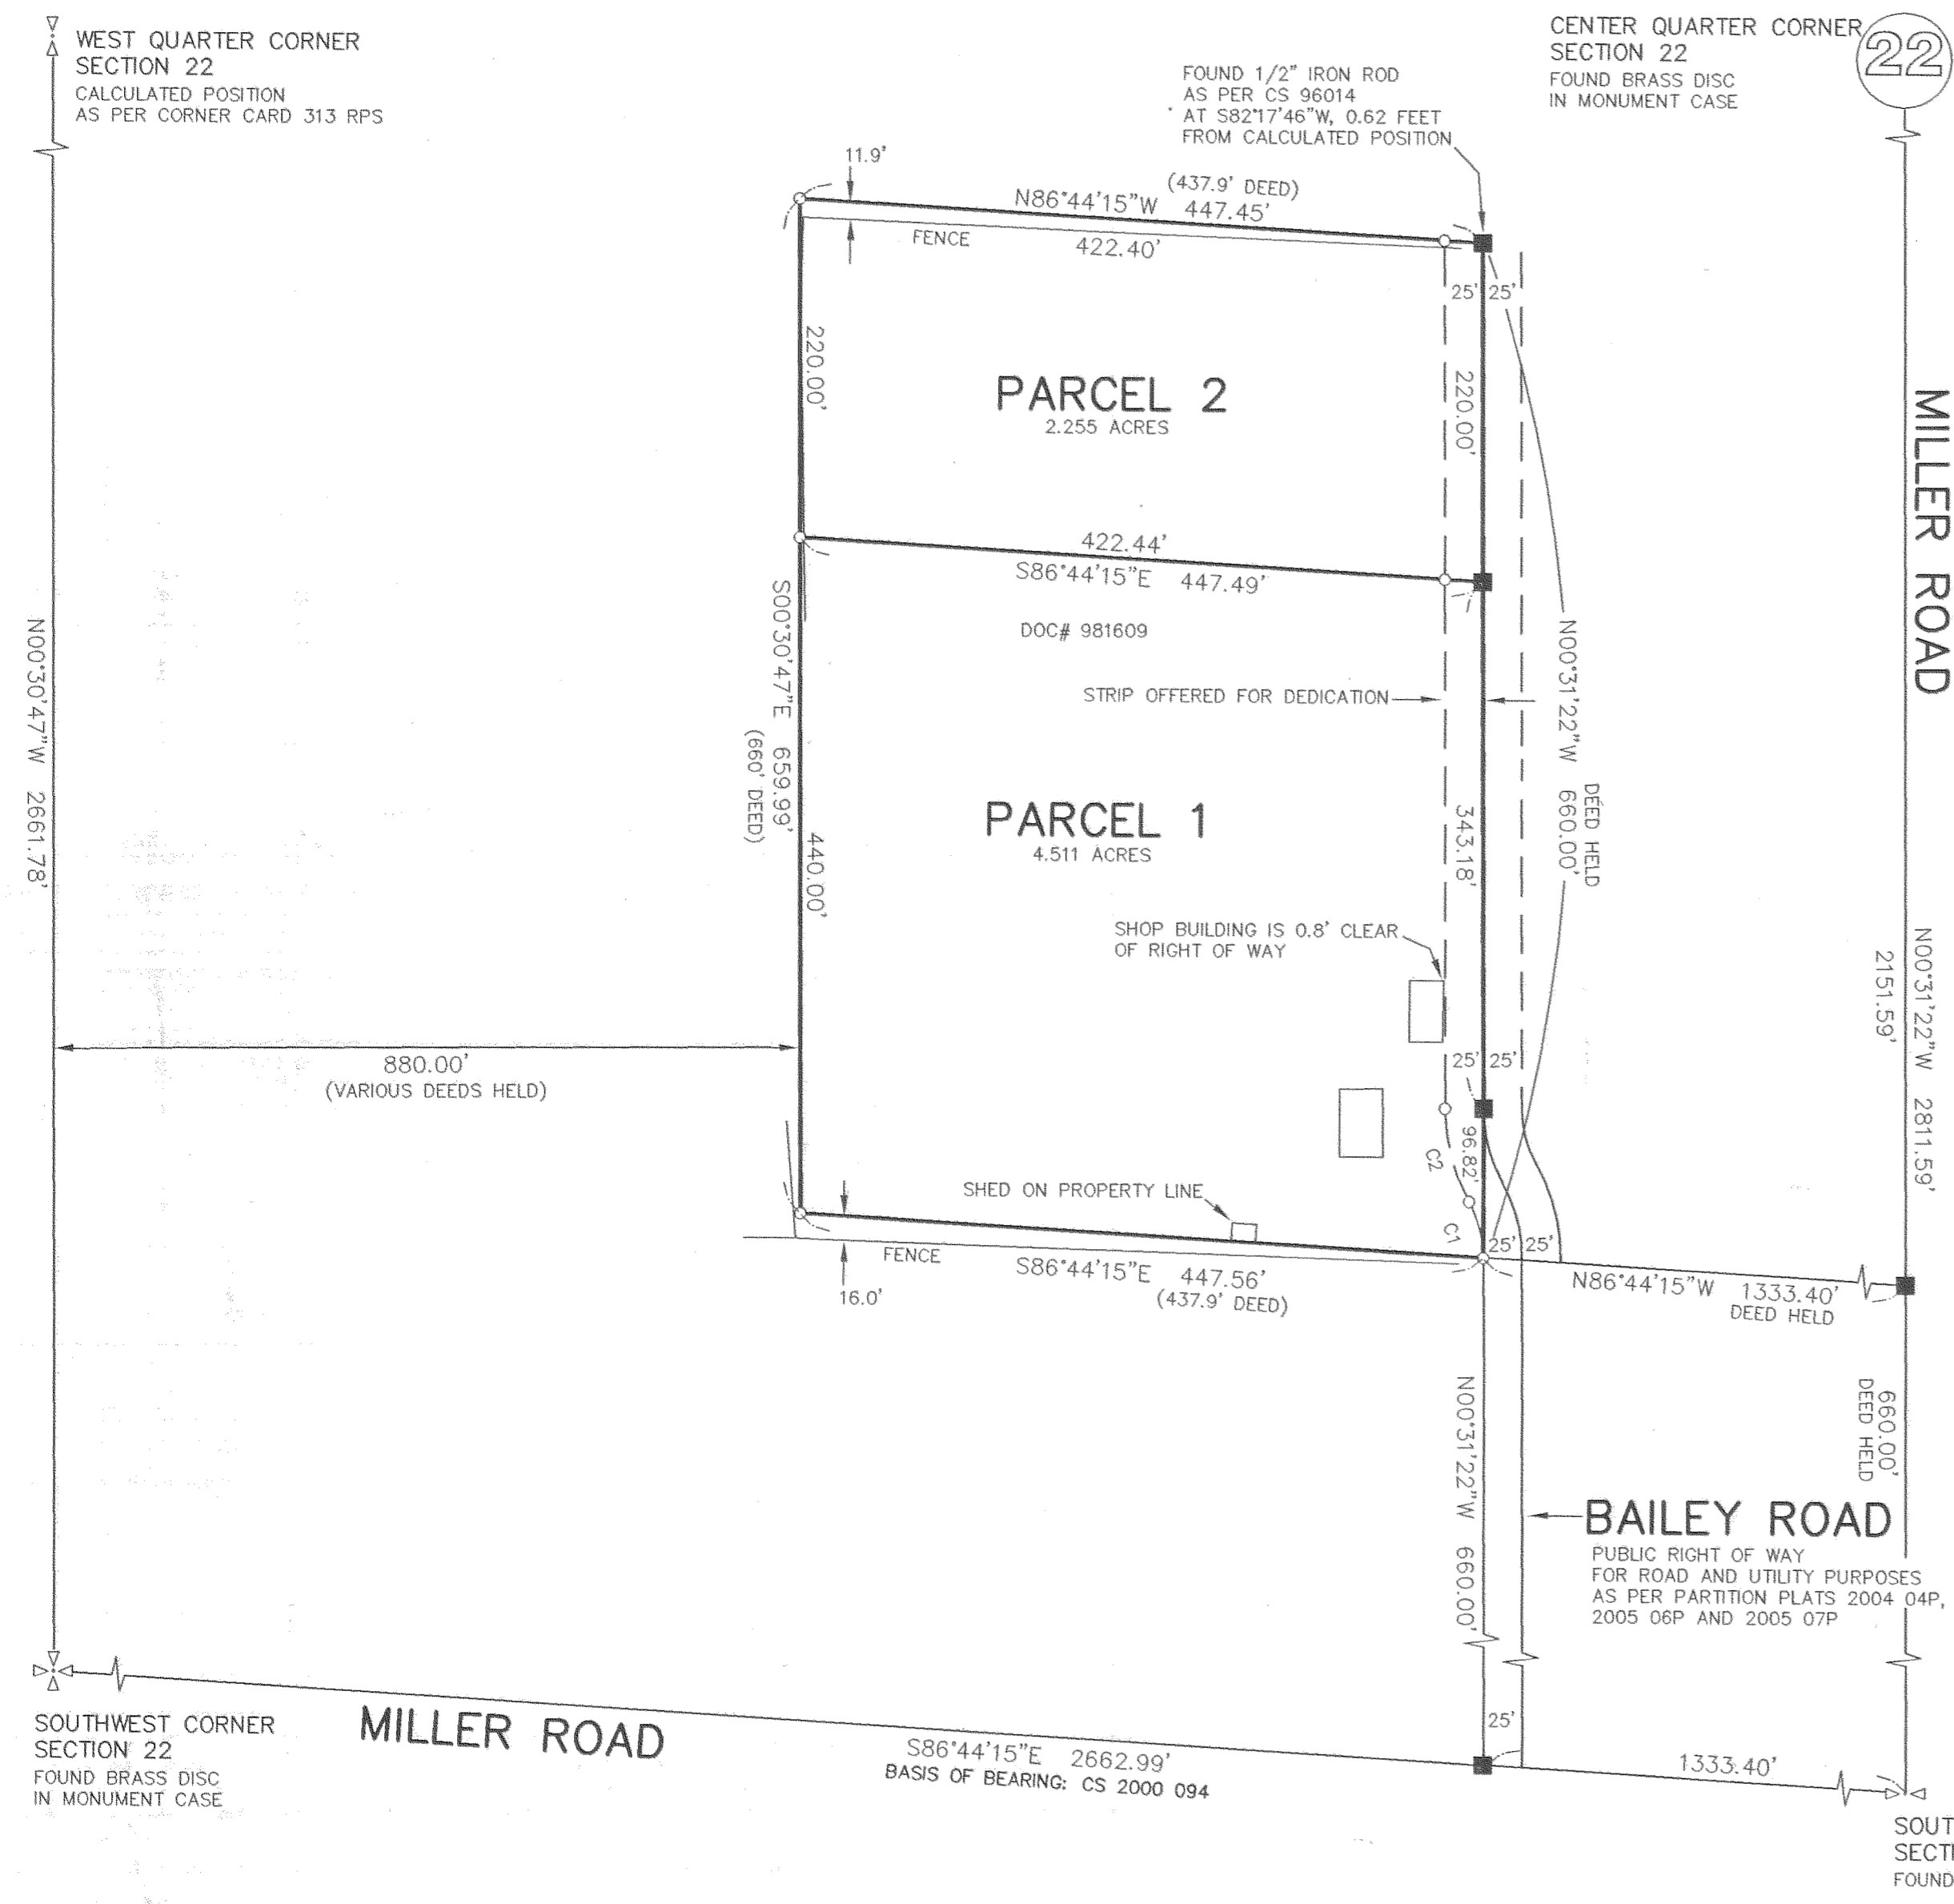 WEST QUARTER CORNER
SECTION 22
CALCULATED POSITION
AS PER CORNER CARD 313 RPS
CENTER QUARTER CORNER
SECTION 22
FOUND BRASS DISC
IN MONUMENT CASE
22
FOUND 1/2" IRON ROD
AS PER CS 96014
AT S82°17'46"W, 0.62 FEET
FROM CALCULATED POSITION
11.9'
(437.9' DEED)
N86°44'15"W 447.45'
FENCE
422.40'
25' 25'
220.00'
220.00'
PARCEL 2
2.255 ACRES
MILLER ROAD
422.44'
S86°44'15"E 447.49'
DOC# 981609
STRIP OFFERED FOR DEDICATION
N00°30'47"W 2661.78'
S00°30'47"E 659.99'
(660' DEED)
440.00'
PARCEL 1
4.511 ACRES
343.18'
N00°31'22"W 660.00'
DEED HELD
SHOP BUILDING IS 0.8' CLEAR
OF RIGHT OF WAY
N00°31'22"W 2811.59'
2151.59'
880.00'
(VARIOUS DEEDS HELD)
25' 25'
96.82'
C2
C1
SHED ON PROPERTY LINE
25' 25'
FENCE
S86°44'15"E 447.56'
(437.9' DEED)
16.0'
N86°44'15"W 1333.40'
DEED HELD
660.00'
DEED HELD
N00°31'22"W 660.00'
BAILEY ROAD
PUBLIC RIGHT OF WAY
FOR ROAD AND UTILITY PURPOSES
AS PER PARTITION PLATS 2004 04P,
2005 06P AND 2005 07P
SOUTHWEST CORNER
SECTION 22
FOUND BRASS DISC
IN MONUMENT CASE
MILLER ROAD
S86°44'15"E 2662.99'
BASIS OF BEARING: CS 2000 094
25'
1333.40'
SOUT
SECTI
FOUND